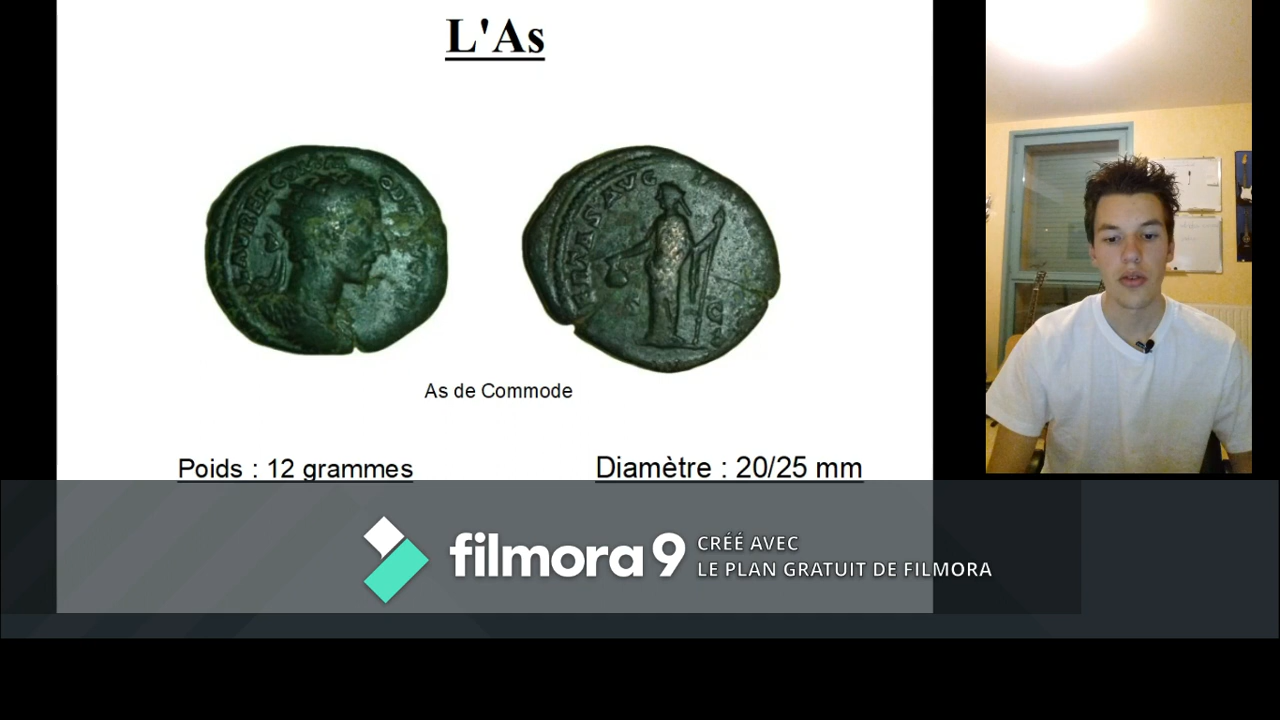 L'As
AVG
As de Commode
Poids : 12 grammes
Diamètre : 20/25 mm
filmora9
CRÉÉ AVEC
LE PLAN GRATUIT DE FILMORA